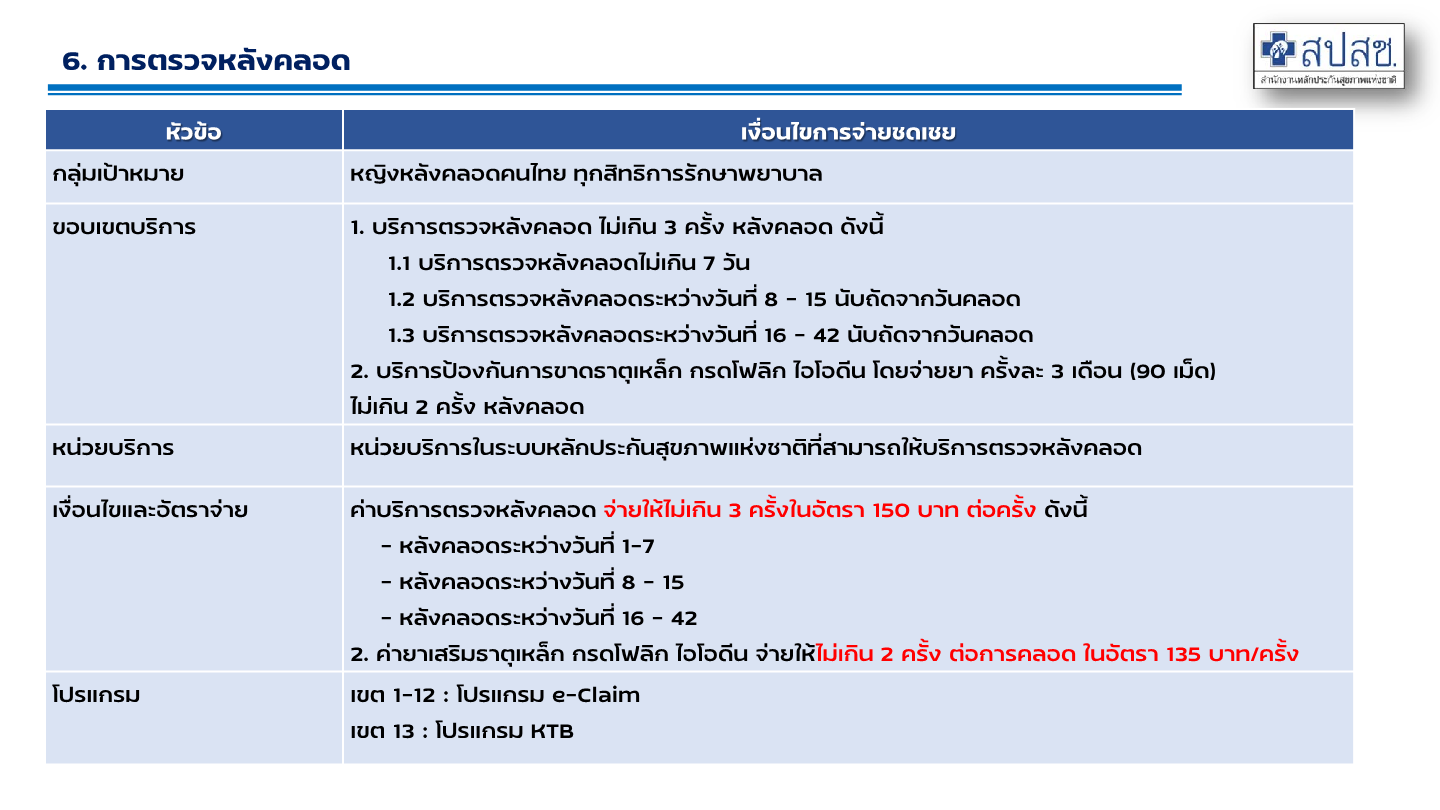 6. การตรวจหลังคลอด
สปสช.
สำนักงานหลักประกันสุขภาพแห่งชาติ
หัวข้อ
เงื่อนไขการจ่ายชดเชย
กลุ่มเป้าหมาย
หญิงหลังคลอดคนไทย ทุกสิทธิการรักษาพยาบาล
ขอบเขตบริการ
1. บริการตรวจหลังคลอด ไม่เกิน 3 ครั้ง หลังคลอด ดังนี้
1.1 บริการตรวจหลังคลอดไม่เกิน 7 วัน
1.2 บริการตรวจหลังคลอดระหว่างวันที่ 8 - 15 นับถัดจากวันคลอด
1.3 บริการตรวจหลังคลอดระหว่างวันที่ 16 - 42 นับถัดจากวันคลอด
2. บริการป้องกันการขาดธาตุเหล็ก กรดโฟลิก ไอโอดีน โดยจ่ายยา ครั้งละ 3 เดือน (90 เม็ด)
ไม่เกิน 2 ครั้ง หลังคลอด
หน่วยบริการ
หน่วยบริการในระบบหลักประกันสุขภาพแห่งชาติที่สามารถให้บริการตรวจหลังคลอด
เงื่อนไขและอัตราจ่าย
ค่าบริการตรวจหลังคลอด จ่ายให้ไม่เกิน 3 ครั้งในอัตรา 150 บาท ต่อครั้ง ดังนี้
- หลังคลอดระหว่างวันที่ 1-7
- หลังคลอดระหว่างวันที่ 8 - 15
- หลังคลอดระหว่างวันที่ 16 - 42
2. ค่ายาเสริมธาตุเหล็ก กรดโฟลิก ไอโอดีน จ่ายให้ไม่เกิน 2 ครั้ง ต่อการคลอด ในอัตรา 135 บาท/ครั้ง
โปรแกรม
เขต 1-12 : โปรแกรม e-Claim
เขต 13 : โปรแกรม KTB